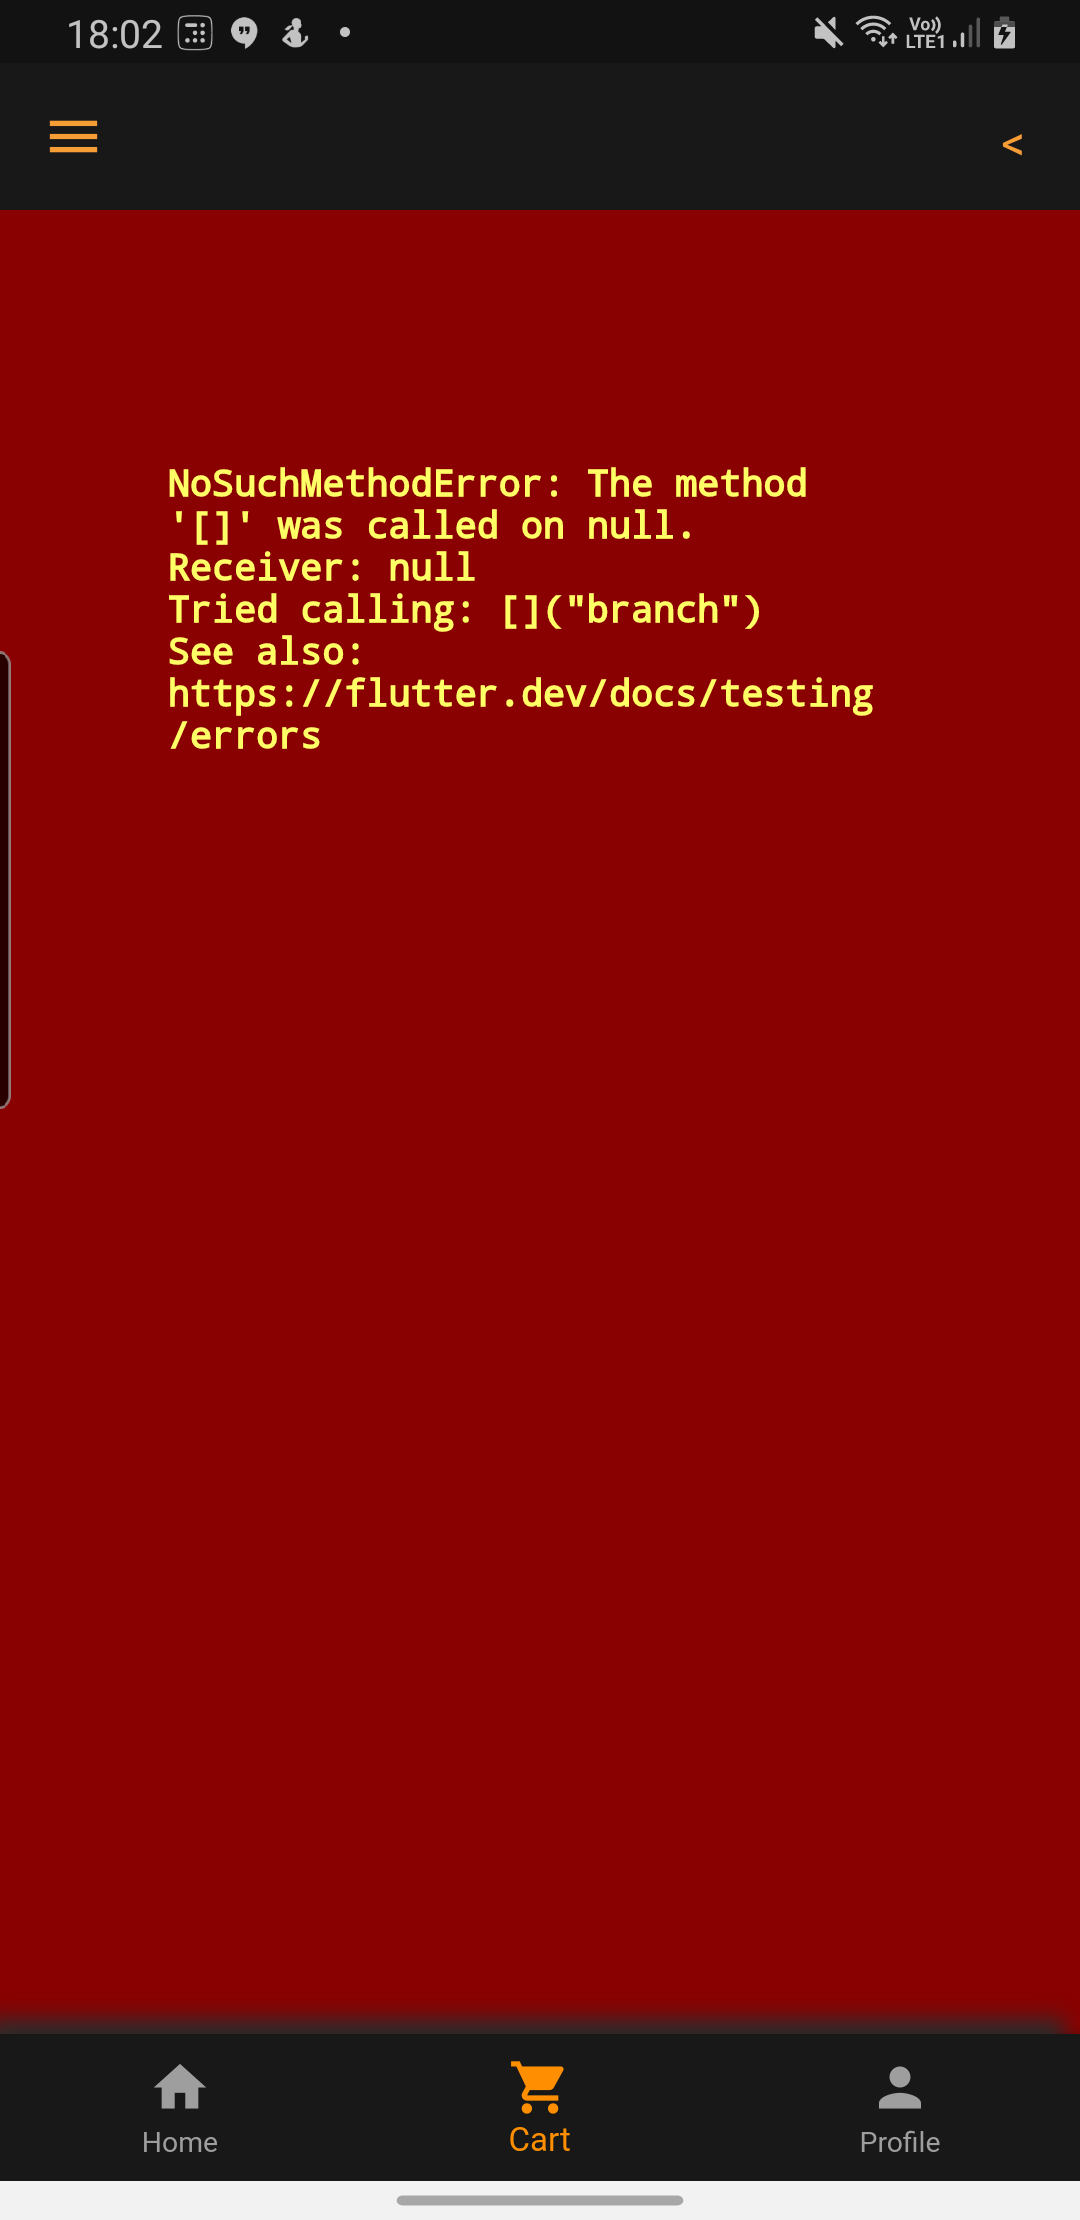 18:02
Vo))
LTE1
<
NoSuchMethodError: The method
'[]' was called on null.
Receiver: null
Tried calling: []("branch")
See also:
https://flutter.dev/docs/testing
/errors
Home
Cart
Profile